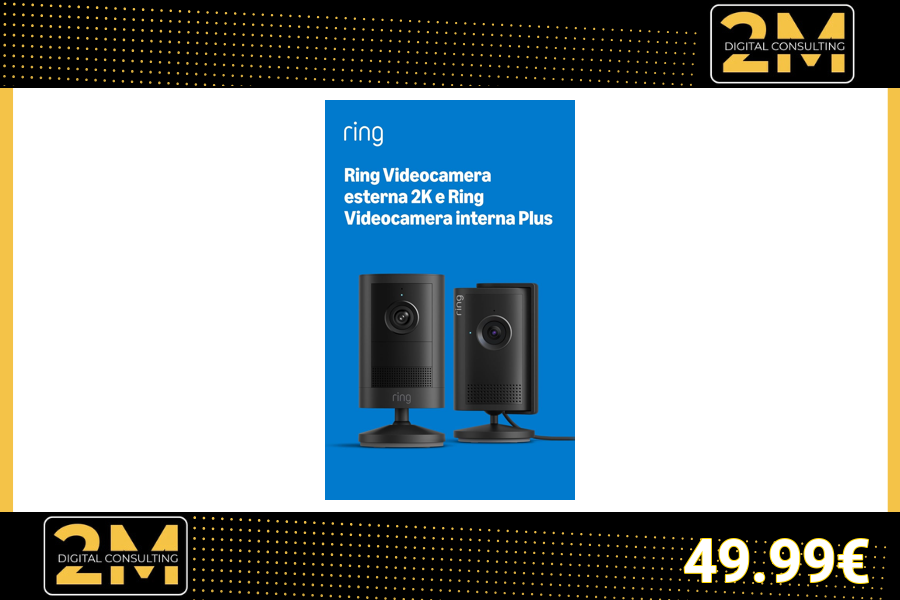 2M
DIGITAL CONSULTING
ring
Ring Videocamera
esterna 2K e Ring
Videocamera interna Plus
ring
ring
2M
DIGITAL CONSULTING
49.99€